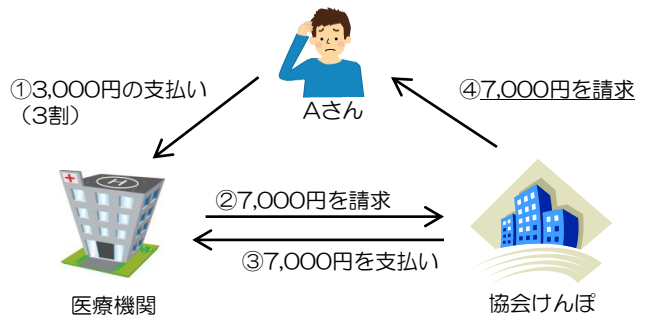 ①3,000円の支払い
（3割）
Aさん
④7,000円を請求
②7,000円を請求
③7,000円を支払い
医療機関
協会けんぽ
H